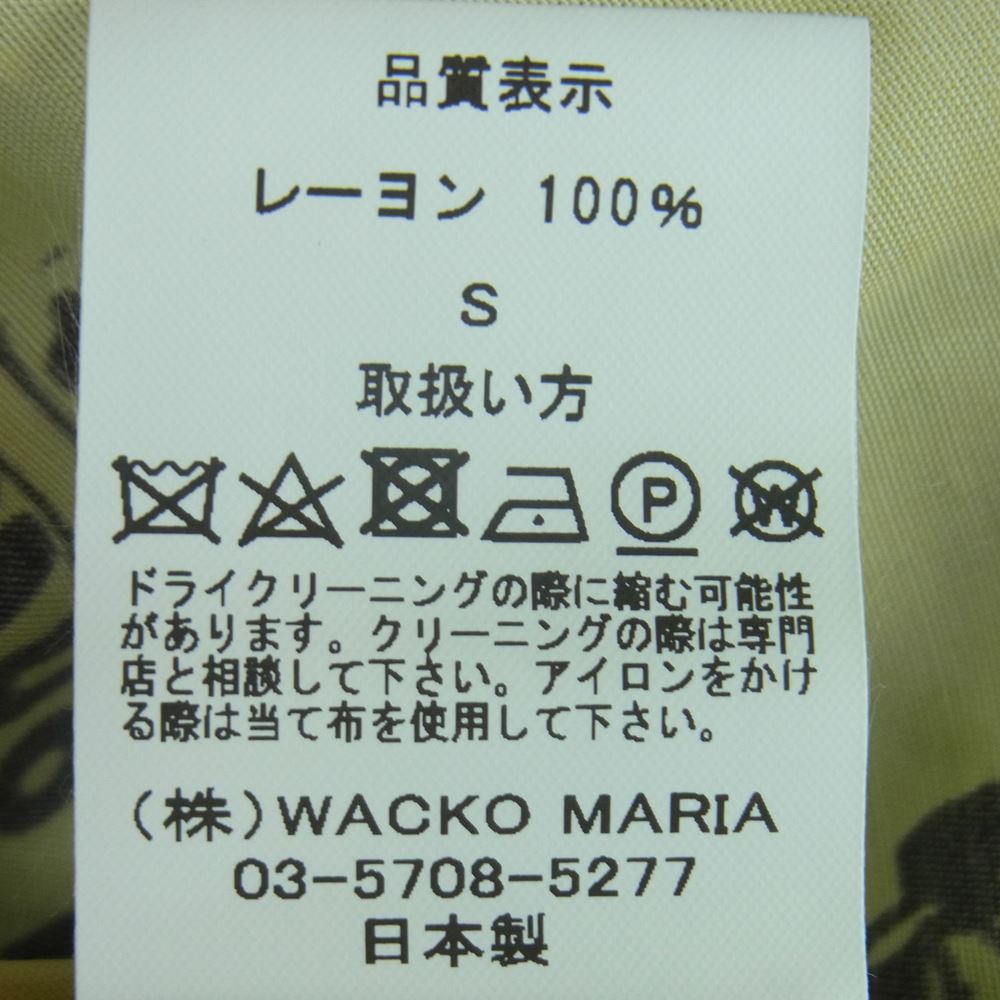 品質表示
レーヨン 100%
S
取扱い方
P W
ドライクリーニングの際に縮む可能性
があります。クリーニングの際は専門
店と相談して下さい。アイロンをかけ
る際は当て布を使用して下さい。
(株)WACKO MARIA
03-5708-5277
日本製